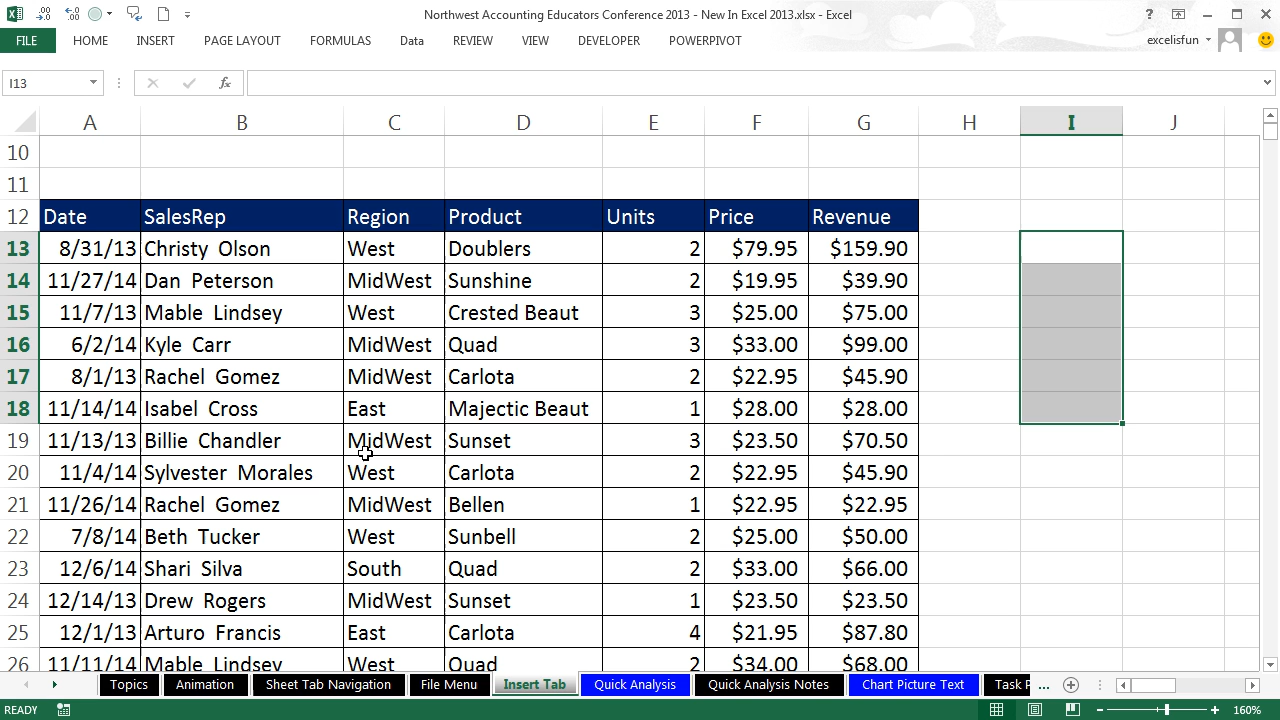 Northwest Accounting Educators Conference 2013 - New In Excel 2013.xlsx - Excel
FILE HOME INSERT PAGE LAYOUT FORMULAS Data REVIEW VIEW DEVELOPER POWERPIVOT excelisfun
I13 fx
A B C D E F G H I J
10
11
12 Date SalesRep Region Product Units Price Revenue
13 8/31/13 Christy Olson West Doublers 2 $79.95 $159.90
14 11/27/14 Dan Peterson MidWest Sunshine 2 $19.95 $39.90
15 11/7/13 Mable Lindsey West Crested Beaut 3 $25.00 $75.00
16 6/2/14 Kyle Carr MidWest Quad 3 $33.00 $99.00
17 8/1/13 Rachel Gomez MidWest Carlota 2 $22.95 $45.90
18 11/14/14 Isabel Cross East Majectic Beaut 1 $28.00 $28.00
19 11/13/13 Billie Chandler MidWest Sunset 3 $23.50 $70.50
20 11/4/14 Sylvester Morales West Carlota 2 $22.95 $45.90
21 11/26/14 Rachel Gomez MidWest Bellen 1 $22.95 $22.95
22 7/8/14 Beth Tucker West Sunbell 2 $25.00 $50.00
23 12/6/14 Shari Silva South Quad 2 $33.00 $66.00
24 12/14/13 Drew Rogers MidWest Sunset 1 $23.50 $23.50
25 12/1/13 Arturo Francis East Carlota 4 $21.95 $87.80
26 11/11/14 Mable Lindsey West Quad 2 $34.00 $68.00
Topics Animation Sheet Tab Navigation File Menu Insert Tab Quick Analysis Quick Analysis Notes Chart Picture Text Task P ...
READY 160%